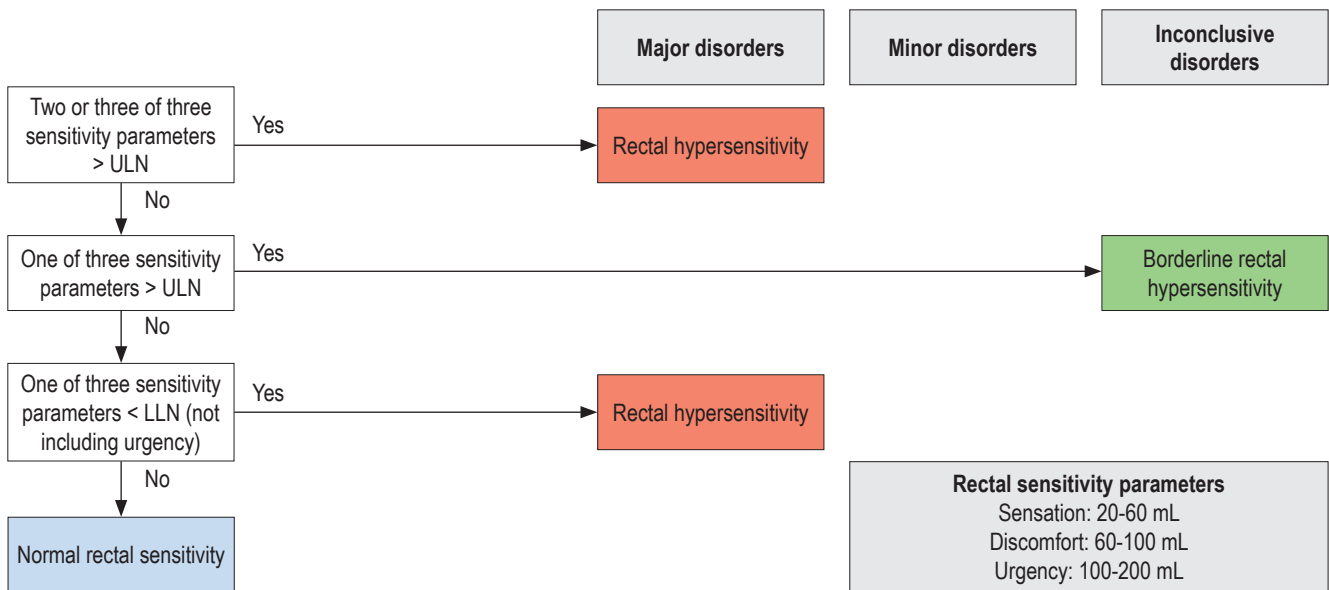 Major disorders
Minor disorders
Inconclusive
disorders
Two or three of three
sensitivity parameters
> ULN
Yes
Rectal hypersensitivity
No
One of three sensitivity
parameters > ULN
Yes
Borderline rectal
hypersensitivity
No
One of three sensitivity
parameters < LLN (not
including urgency)
Yes
Rectal hypersensitivity
No
Normal rectal sensitivity
Rectal sensitivity parameters
Sensation: 20-60 mL
Discomfort: 60-100 mL
Urgency: 100-200 mL